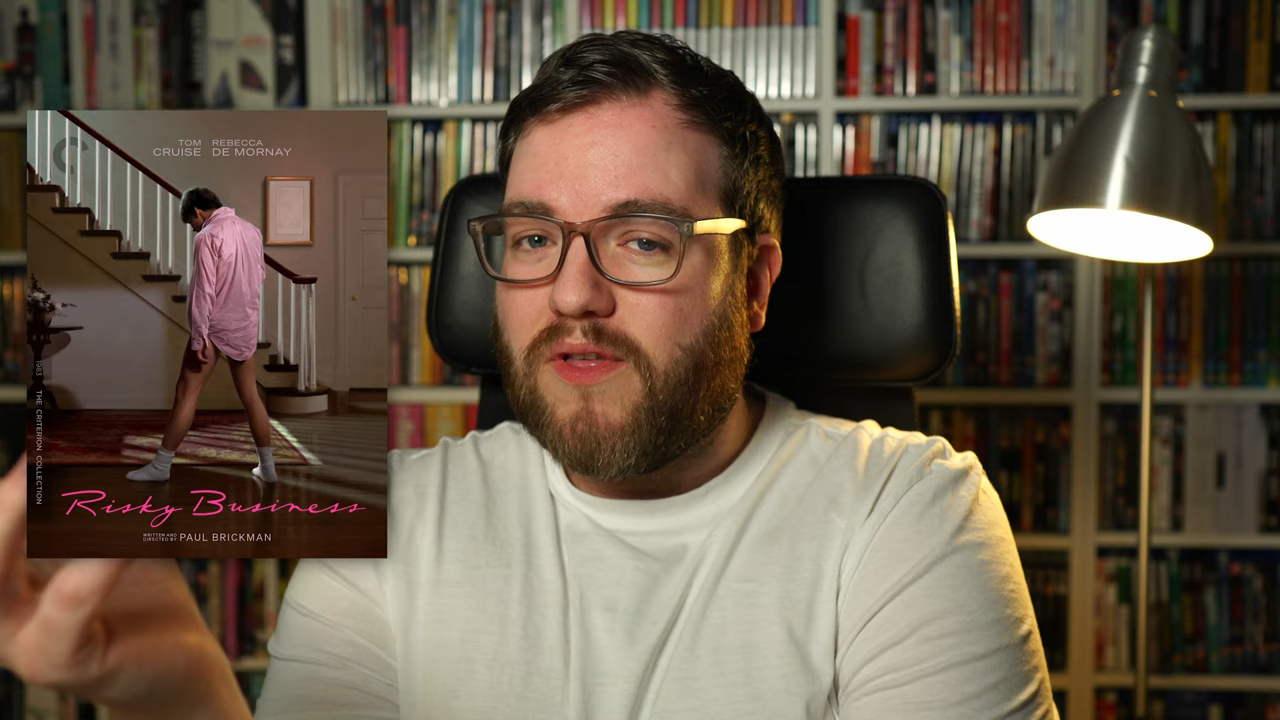 TOM REBECCA
CRUISE DE MORNAY
1983 THE CRITERION COLLECTION
Risky Business
WRITTEN AND
DIRECTED BY PAUL BRICKMAN